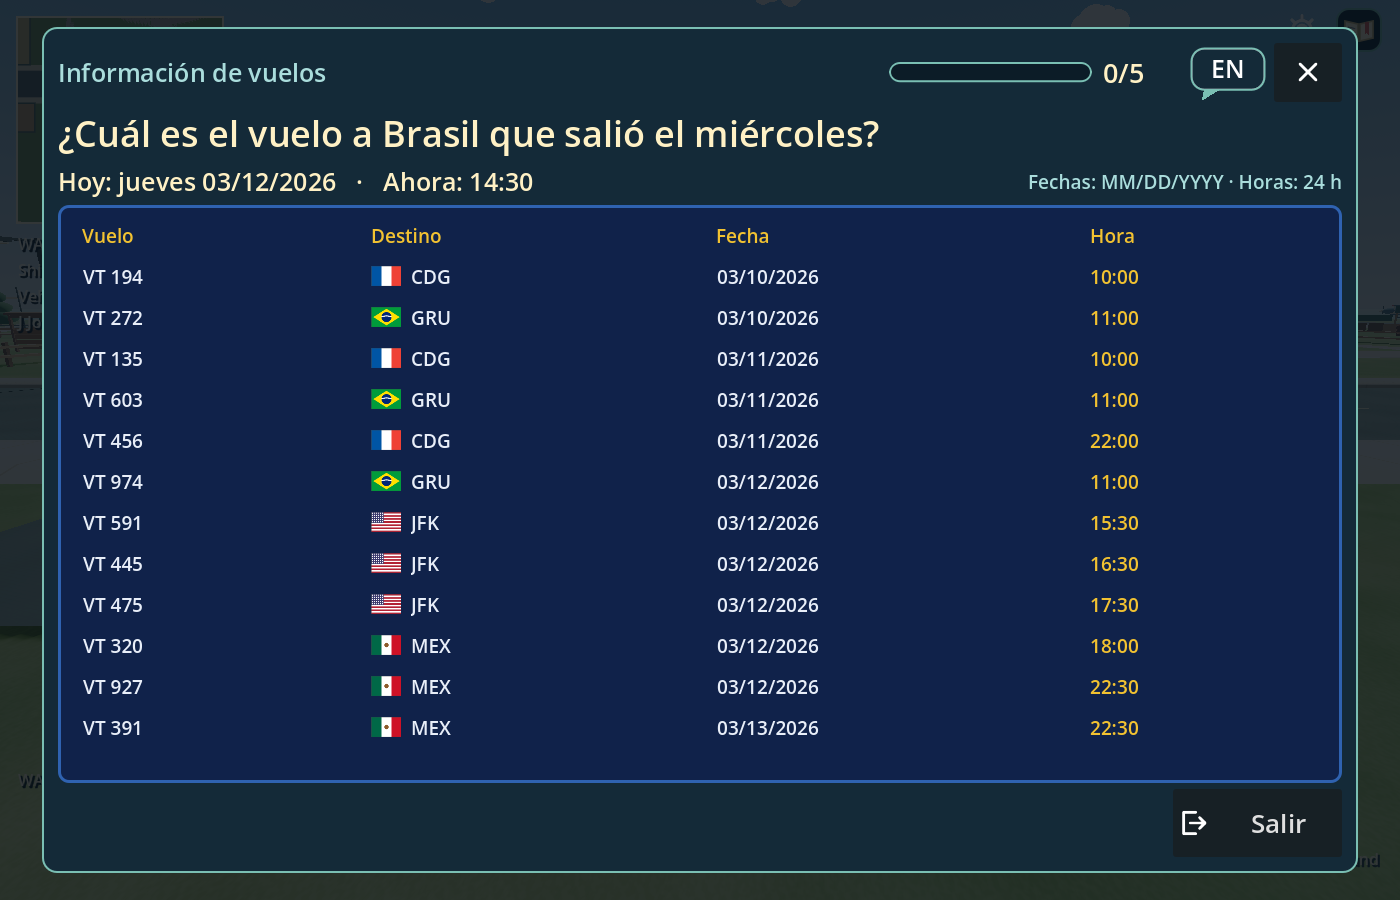 Información de vuelos 0/5 EN
¿Cuál es el vuelo a Brasil que salió el miércoles?
Hoy: jueves 03/12/2026 · Ahora: 14:30 Fechas: MM/DD/YYYY · Horas: 24 h
Vuelo Destino Fecha Hora
VT 194 CDG 03/10/2026 10:00
VT 272 GRU 03/10/2026 11:00
VT 135 CDG 03/11/2026 10:00
VT 603 GRU 03/11/2026 11:00
VT 456 CDG 03/11/2026 22:00
VT 974 GRU 03/12/2026 11:00
VT 591 JFK 03/12/2026 15:30
VT 445 JFK 03/12/2026 16:30
VT 475 JFK 03/12/2026 17:30
VT 320 MEX 03/12/2026 18:00
VT 927 MEX 03/12/2026 22:30
VT 391 MEX 03/13/2026 22:30
Salir